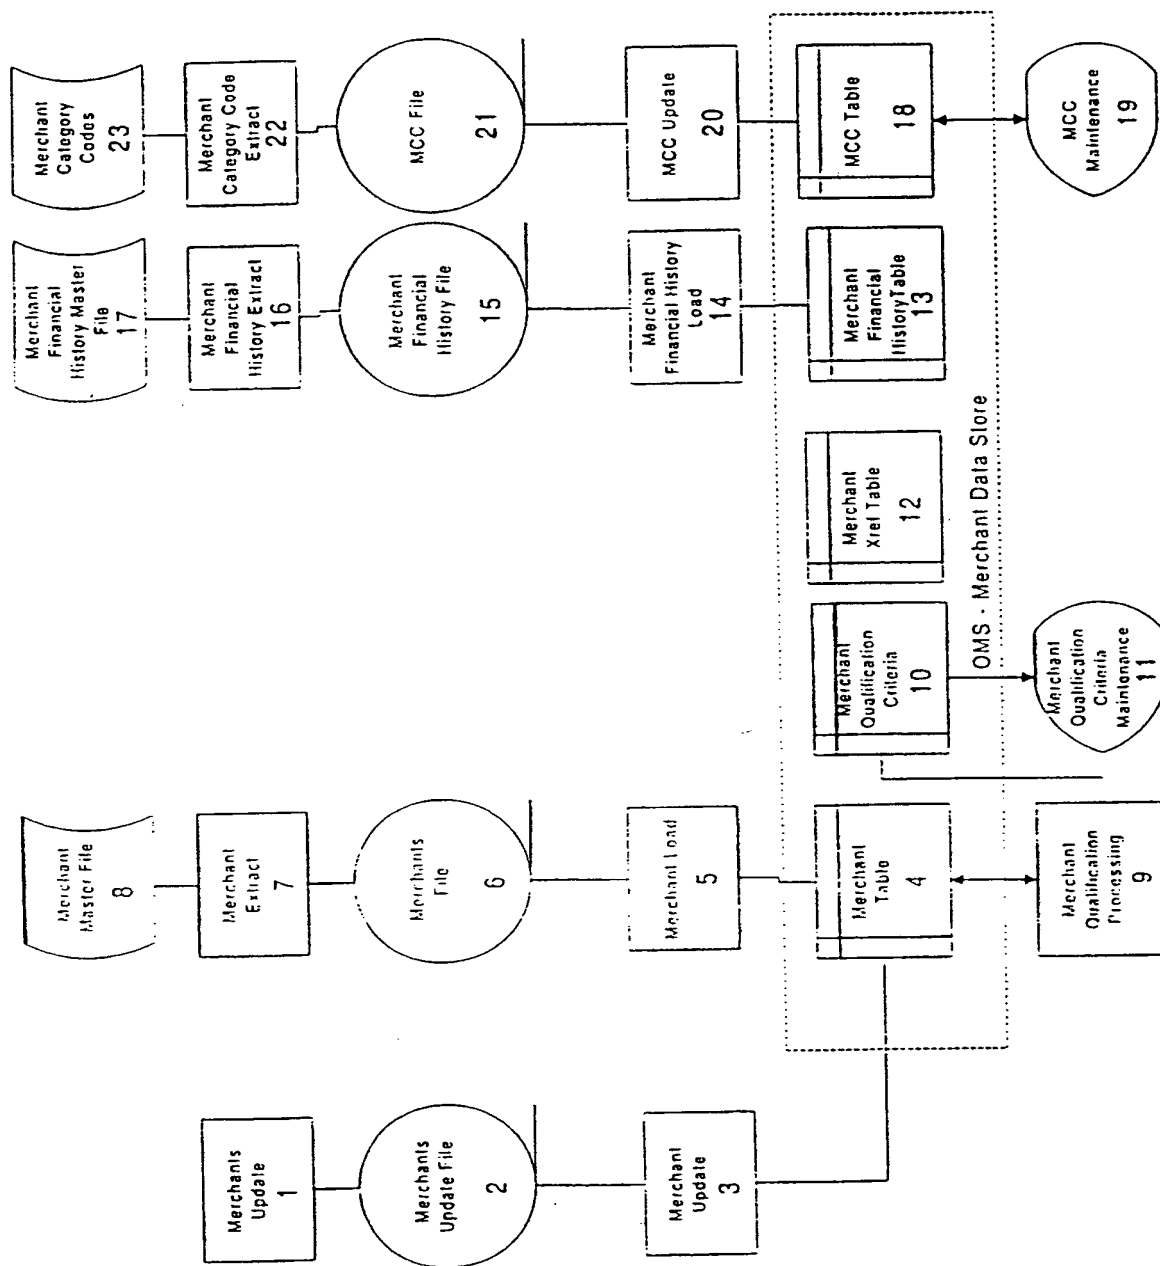 Merchants
Update
1
Merchants
Update File
2
Merchant
Update
3
Merchant
Master File
8
Merchant
Extract
7
Merchants
File
6
Merchant Load
5
Merchant
Table
4
Merchant
Qualification
Processing
9
Merchant
Qualification
Criteria
10
Merchant
Qualification
Criteria
Maintonance
11
Merchant
Xref Table
12
OMS - Merchant Data Store
Merchant
Financial
History Master
File
17
Merchant
Financial
History Extract
16
Merchant
Financial
History File
15
Merchant
Financial History
Load
14
Merchant
Financial
HistoryTable
13
Merchant
Category
Codes
23
Merchant
Category Code
Extract
22
MCC File
21
MCC Update
20
MCC Table
18
MCC
Maintenance
19